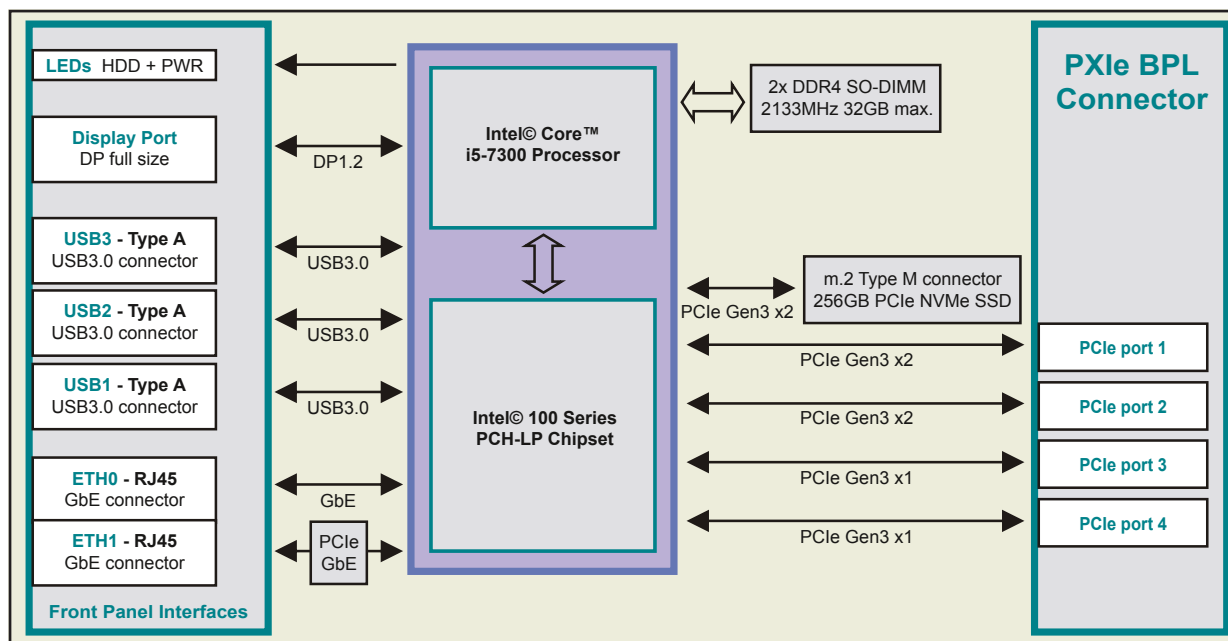 LEDs HDD + PWR
Display Port
DP full size
USB3 - Type A
USB3.0 connector
USB2 - Type A
USB3.0 connector
USB1 - Type A
USB3.0 connector
ETH0 - RJ45
GbE connector
ETH1 - RJ45
GbE connector
Front Panel Interfaces
DP1.2
USB3.0
USB3.0
USB3.0
GbE
PCIe
GbE
Intel© Core™
i5-7300 Processor
Intel© 100 Series
PCH-LP Chipset
2x DDR4 SO-DIMM
2133MHz 32GB max.
m.2 Type M connector
256GB PCIe NVMe SSD
PCIe Gen3 x2
PCIe Gen3 x2
PCIe Gen3 x2
PCIe Gen3 x1
PCIe Gen3 x1
PXIe BPL
Connector
PCIe port 1
PCIe port 2
PCIe port 3
PCIe port 4